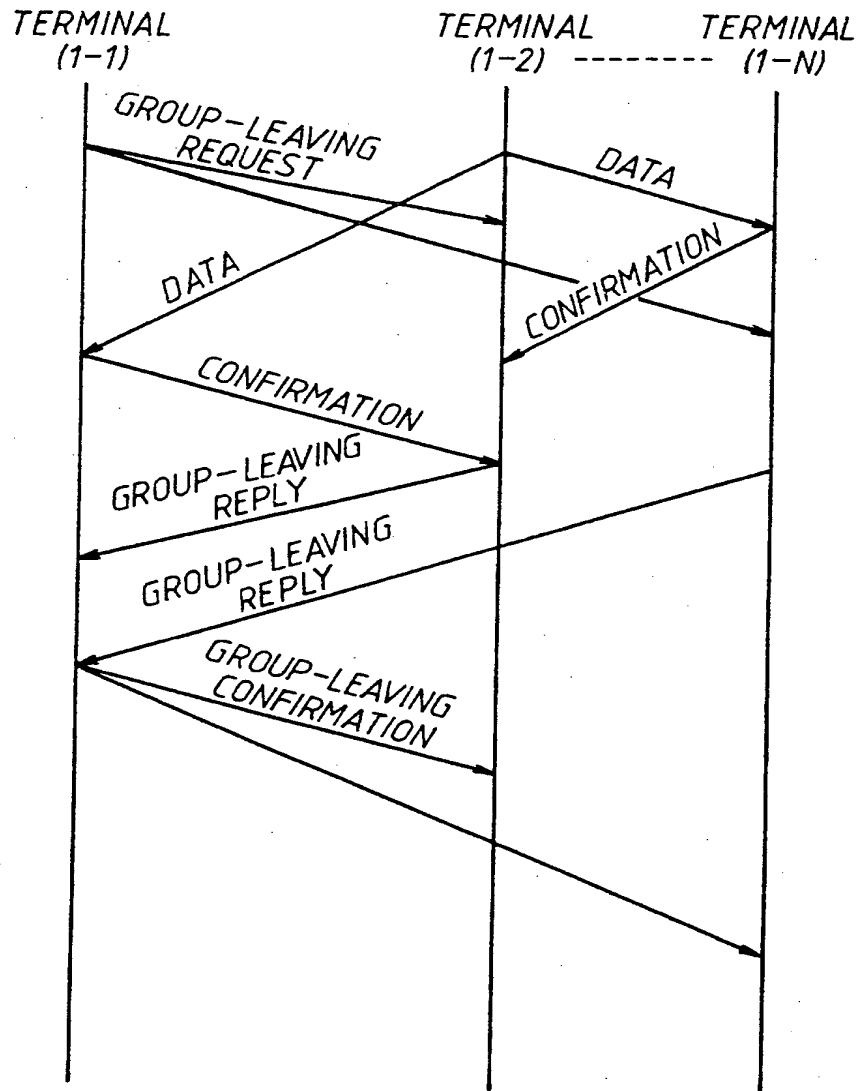 TERMINAL
(1-1)
TERMINAL
(1-2)
--------
TERMINAL
(1-N)
GROUP-LEAVING
REQUEST
DATA
DATA
CONFIRMATION
CONFIRMATION
GROUP-LEAVING
REPLY
GROUP-LEAVING
REPLY
GROUP-LEAVING
CONFIRMATION